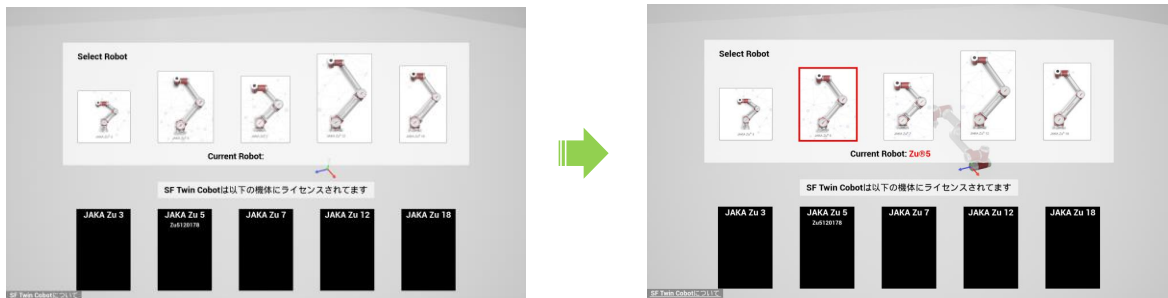 Select Robot
Current Robot:
SF Twin Cobotは以下の機体にライセンスされてます
JAKA Zu 3
JAKA Zu 5
Zu5120178
JAKA Zu 7
JAKA Zu 12
JAKA Zu 18
SF Twin Cobotについて
Select Robot
Current Robot: Zu®5
SF Twin Cobotは以下の機体にライセンスされてます
JAKA Zu 3
JAKA Zu 5
Zu5120178
JAKA Zu 7
JAKA Zu 12
JAKA Zu 18
SF Twin Cobotについて